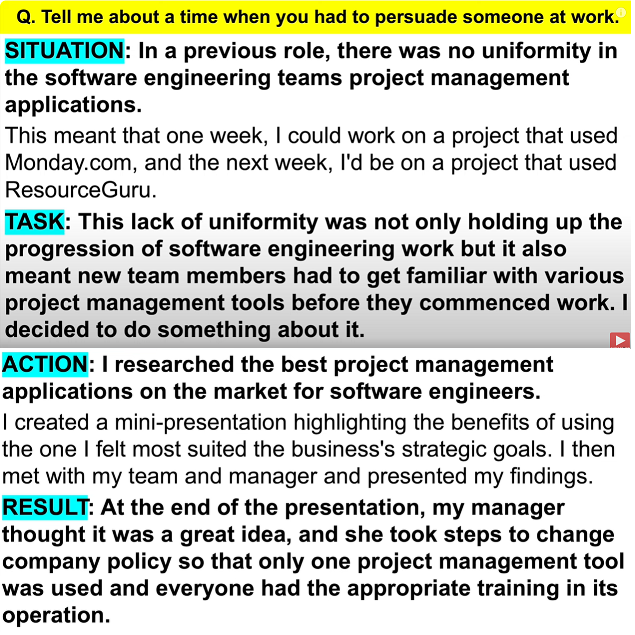 Q. Tell me about a time when you had to persuade someone at work.
SITUATION: In a previous role, there was no uniformity in
the software engineering teams project management
applications.
This meant that one week, I could work on a project that used
Monday.com, and the next week, I'd be on a project that used
ResourceGuru.
TASK: This lack of uniformity was not only holding up the
progression of software engineering work but it also
meant new team members had to get familiar with various
project management tools before they commenced work. I
decided to do something about it.
ACTION: I researched the best project management
applications on the market for software engineers.
I created a mini-presentation highlighting the benefits of using
the one I felt most suited the business's strategic goals. I then
met with my team and manager and presented my findings.
RESULT: At the end of the presentation, my manager
thought it was a great idea, and she took steps to change
company policy so that only one project management tool
was used and everyone had the appropriate training in its
operation.